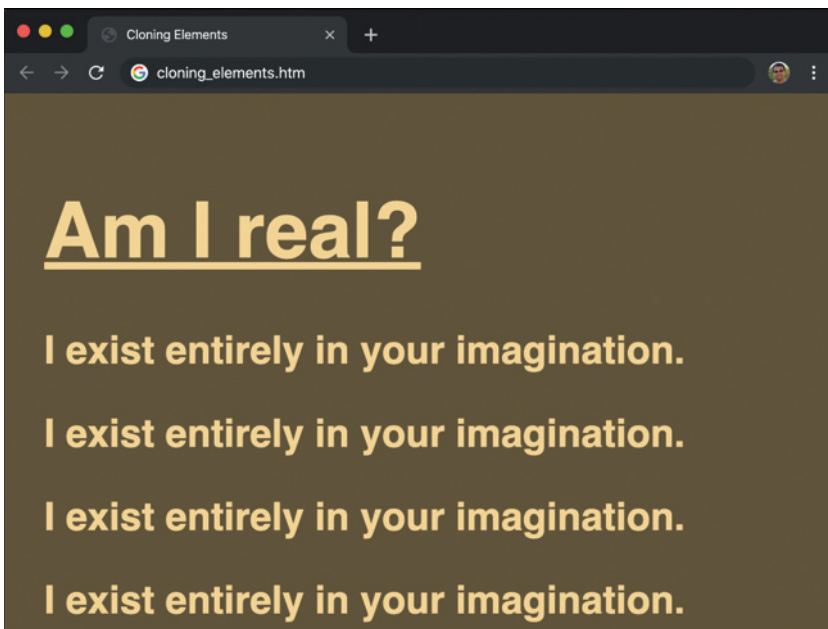 Cloning Elements
cloning_elements.htm
Am I real?
I exist entirely in your imagination.
I exist entirely in your imagination.
I exist entirely in your imagination.
I exist entirely in your imagination.